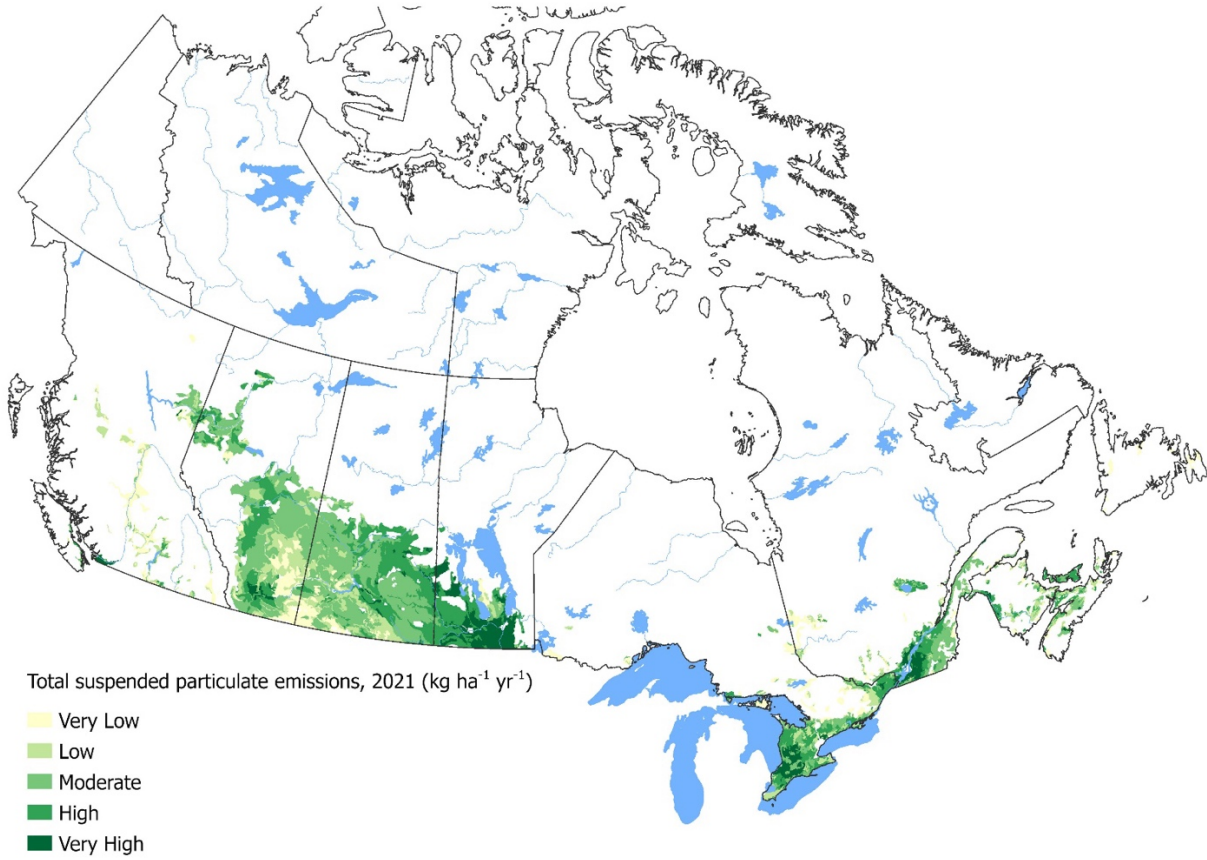 Total suspended particulate emissions, 2021 (kg ha⁻¹ yr⁻¹)
Very Low
Low
Moderate
High
Very High